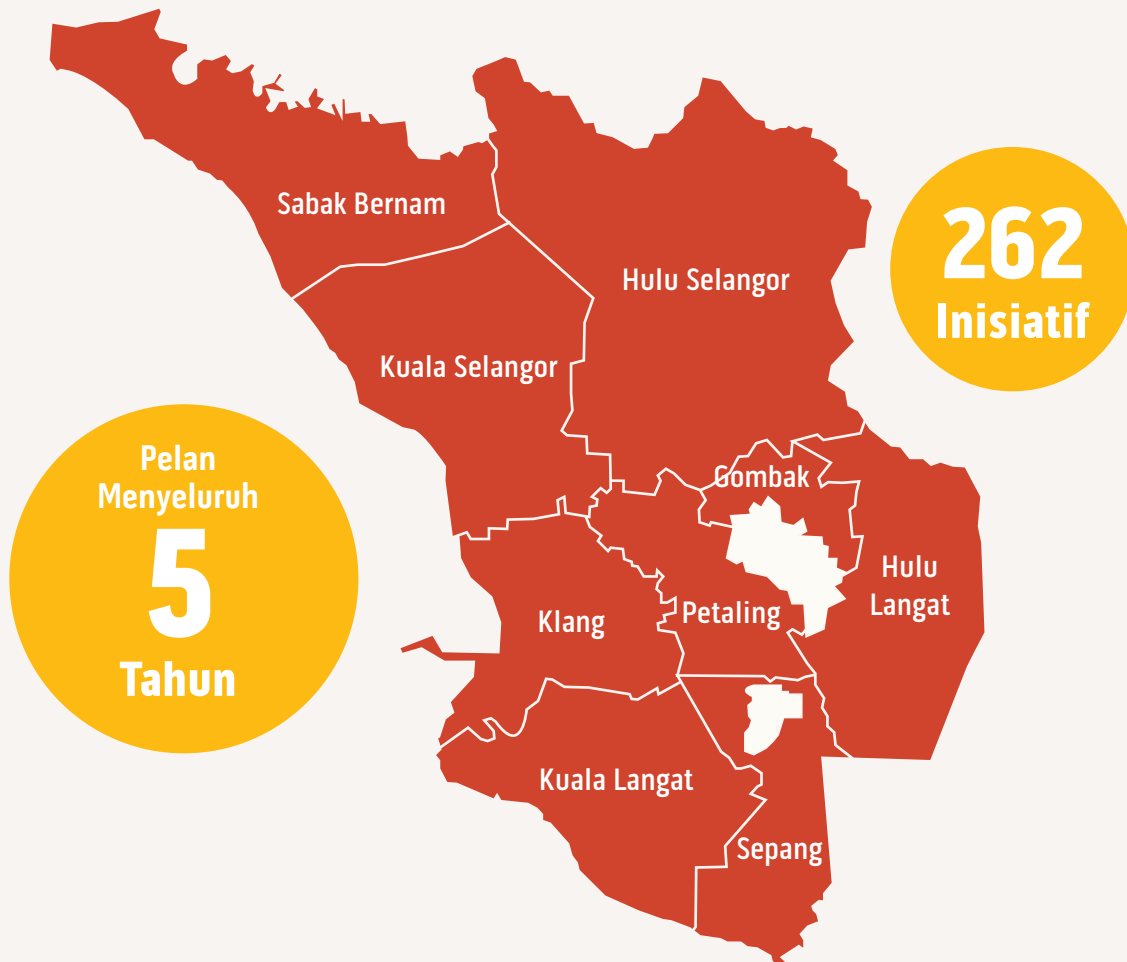 Sabak Bernam
Hulu Selangor
262
Inisiatif
Kuala Selangor
Pelan
Menyeluruh
5
Tahun
Gombak
Hulu
Langat
Klang
Petaling
Kuala Langat
Sepang